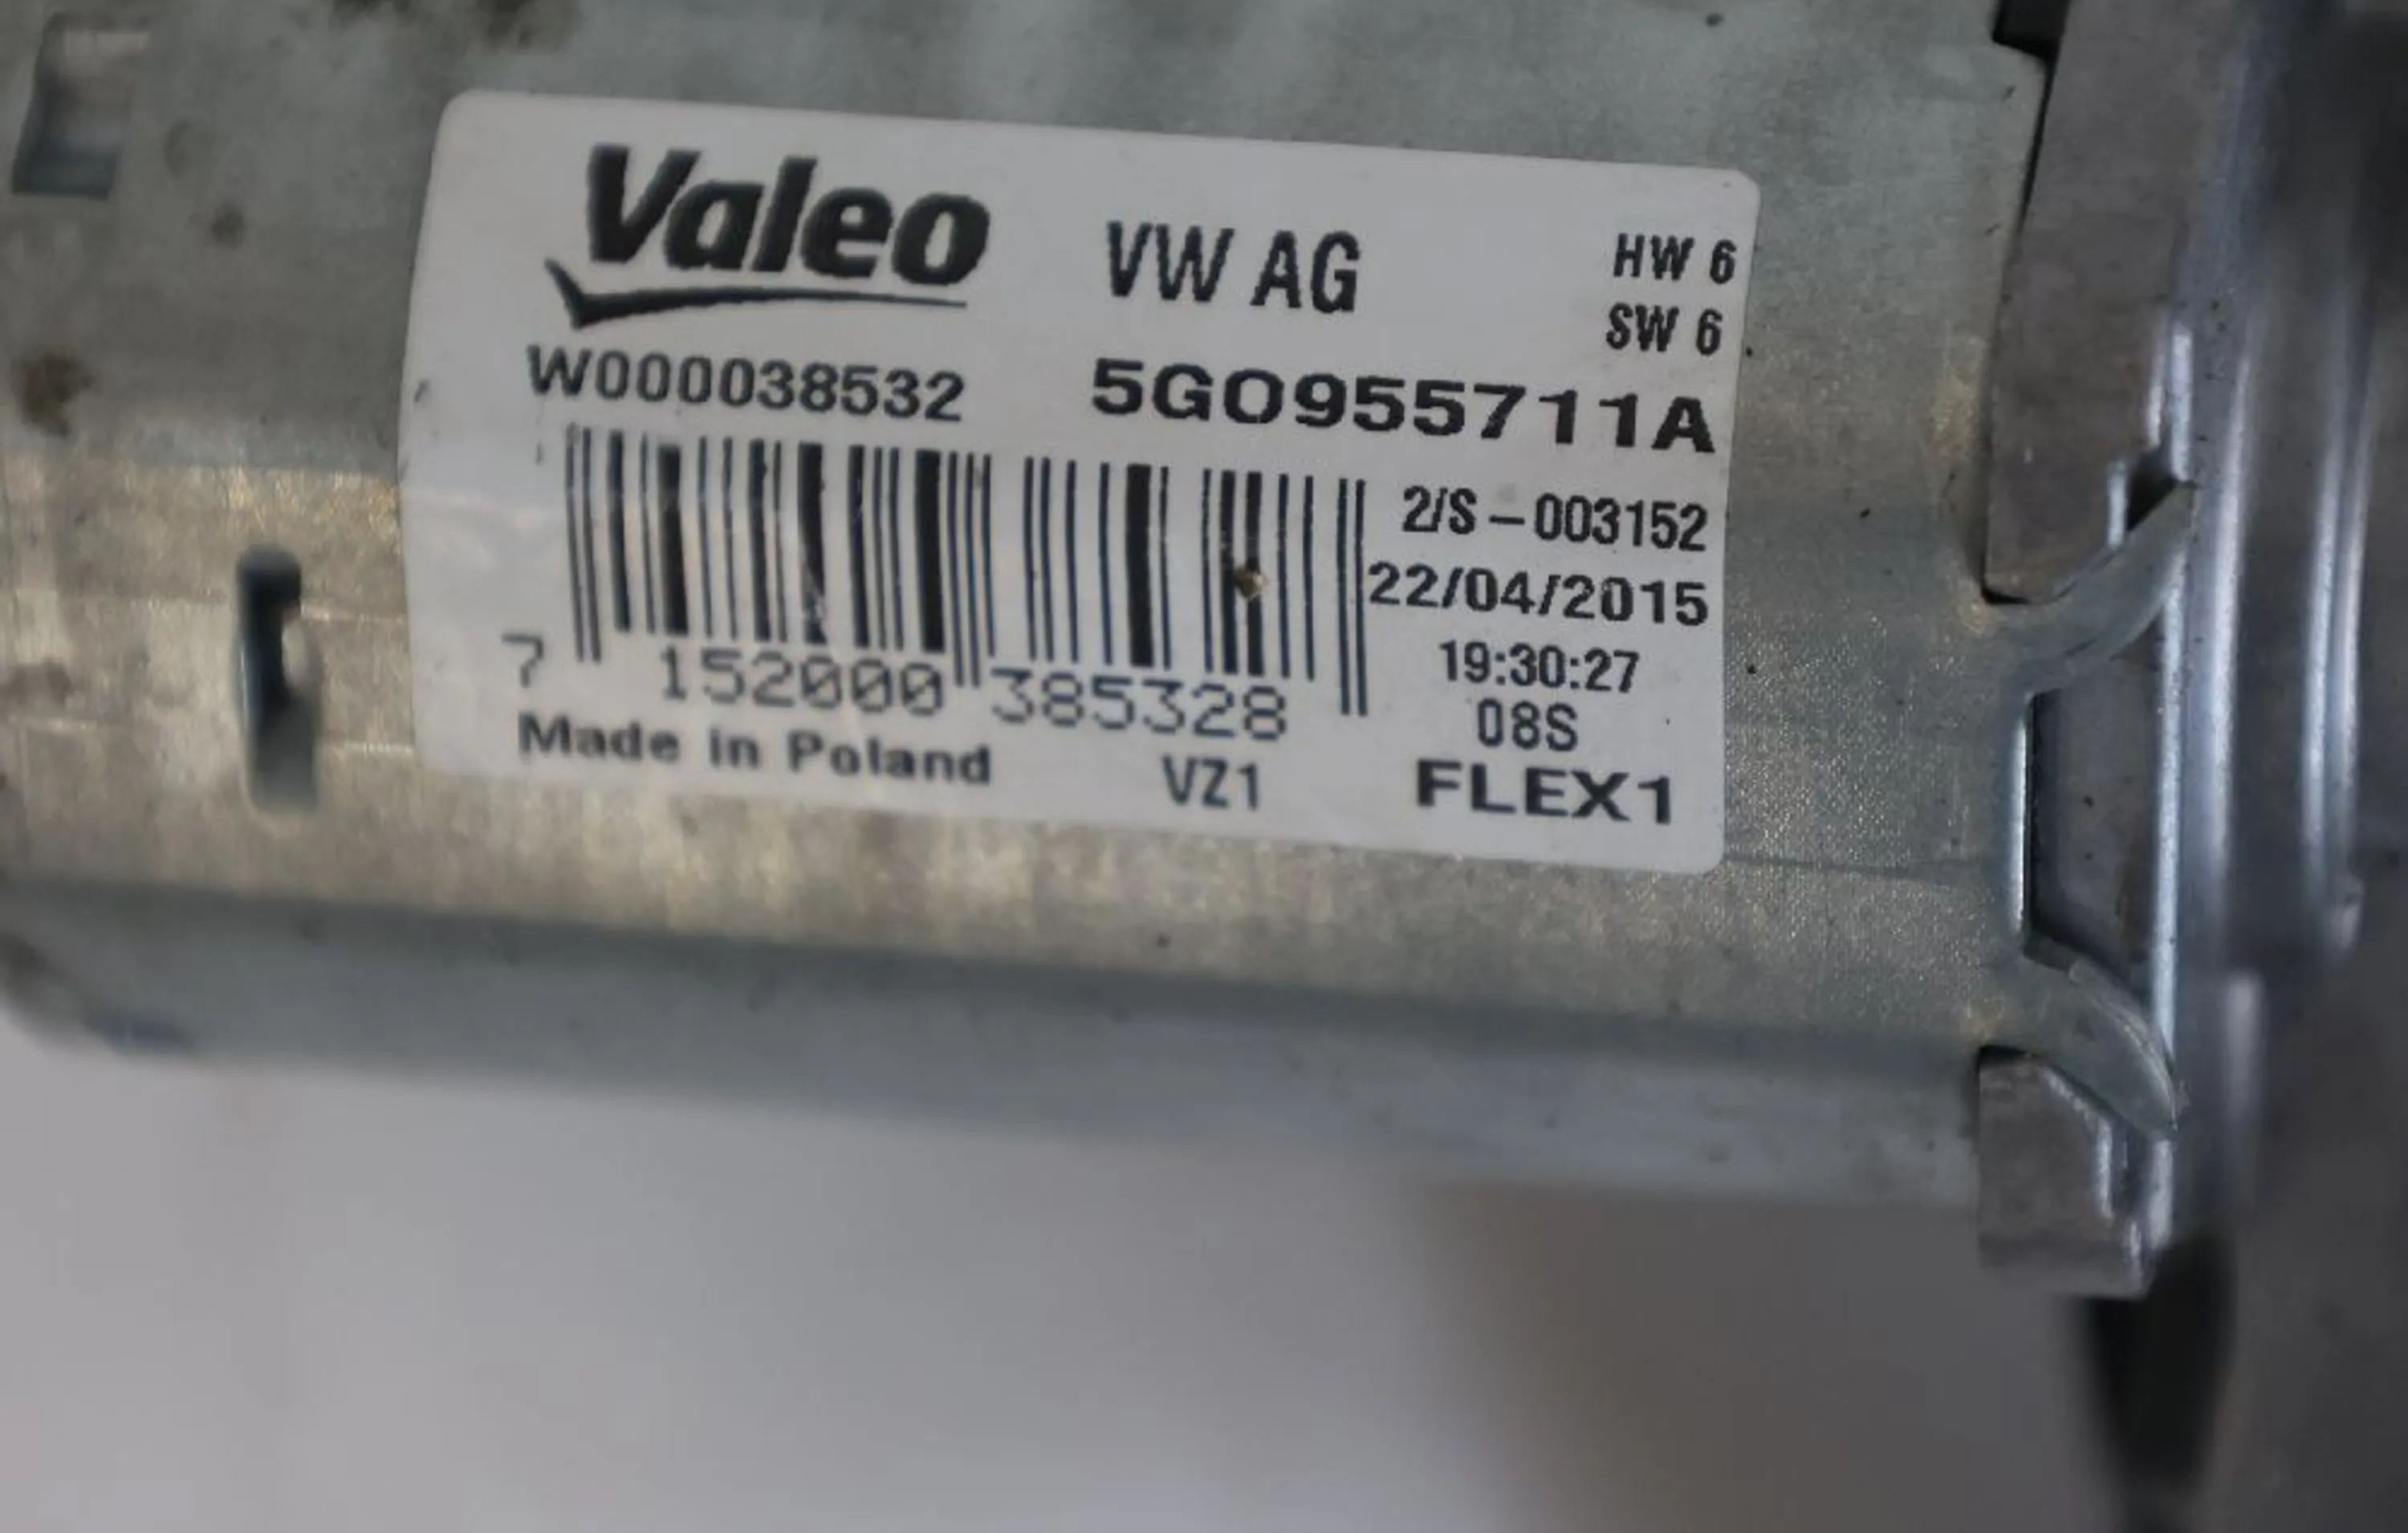 Valeo
VW AG
HW 6
SW 6
W000038532
5G0955711A
2/S – 003152
22/04/2015
19:30:27
08S
7 152000 385328
Made in Poland
VZ1
FLEX1